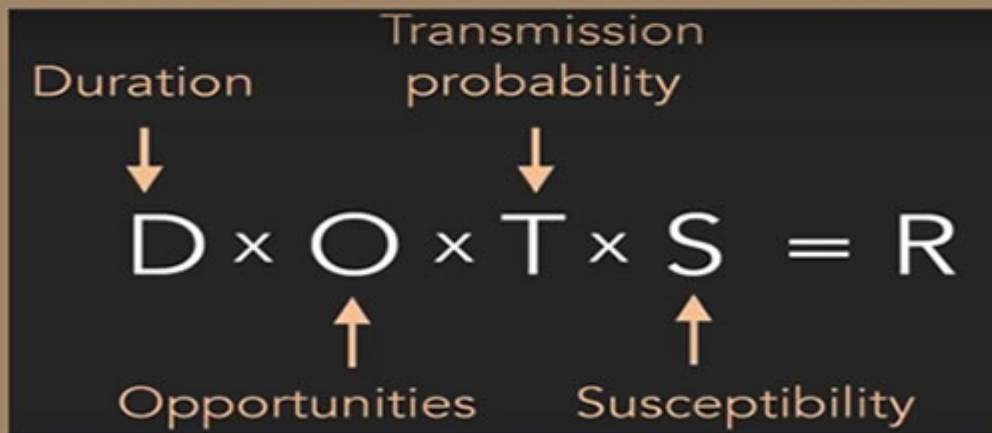 Transmission
Duration probability
D x O x T x S = R
Opportunities Susceptibility